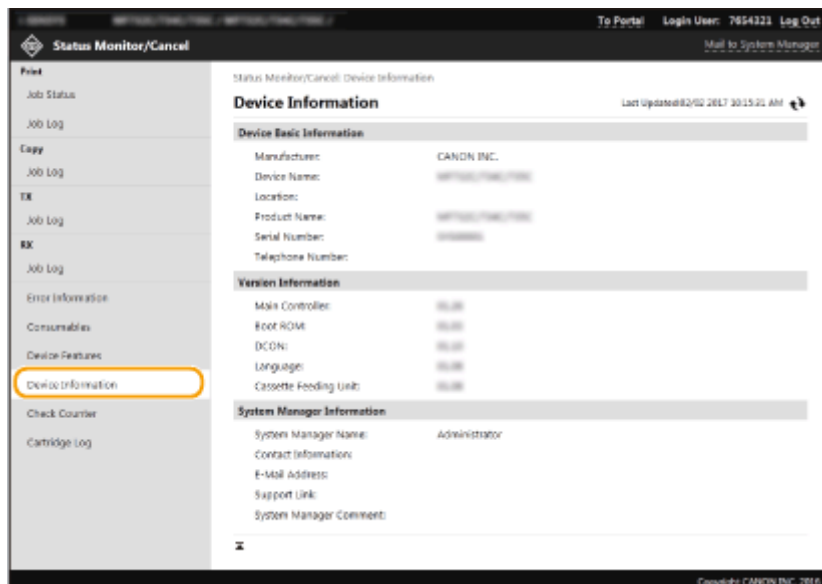 To Portal Login User: 7654321 Log Out
Status Monitor/Cancel
Mail to System Manager
Print
Job Status
Job Log
Copy
Job Log
TX
Job Log
RX
Job Log
Error Information
Consumables
Device Features
Device Information
Check Counter
Cartridge Log
Status Monitor/Cancel: Device Information
Device Information
Last Updated:02/02 2017 10:15:21 AM
Device Basic Information
Manufacturer: CANON INC.
Device Name:
Location:
Product Name:
Serial Number:
Telephone Number:
Version Information
Main Controller:
Boot ROM:
DCON:
Language:
Cassette Feeding Unit:
System Manager Information
System Manager Name: Administrator
Contact Information:
E-Mail Address:
Support Link:
System Manager Comment:
Copyright CANON INC. 2016